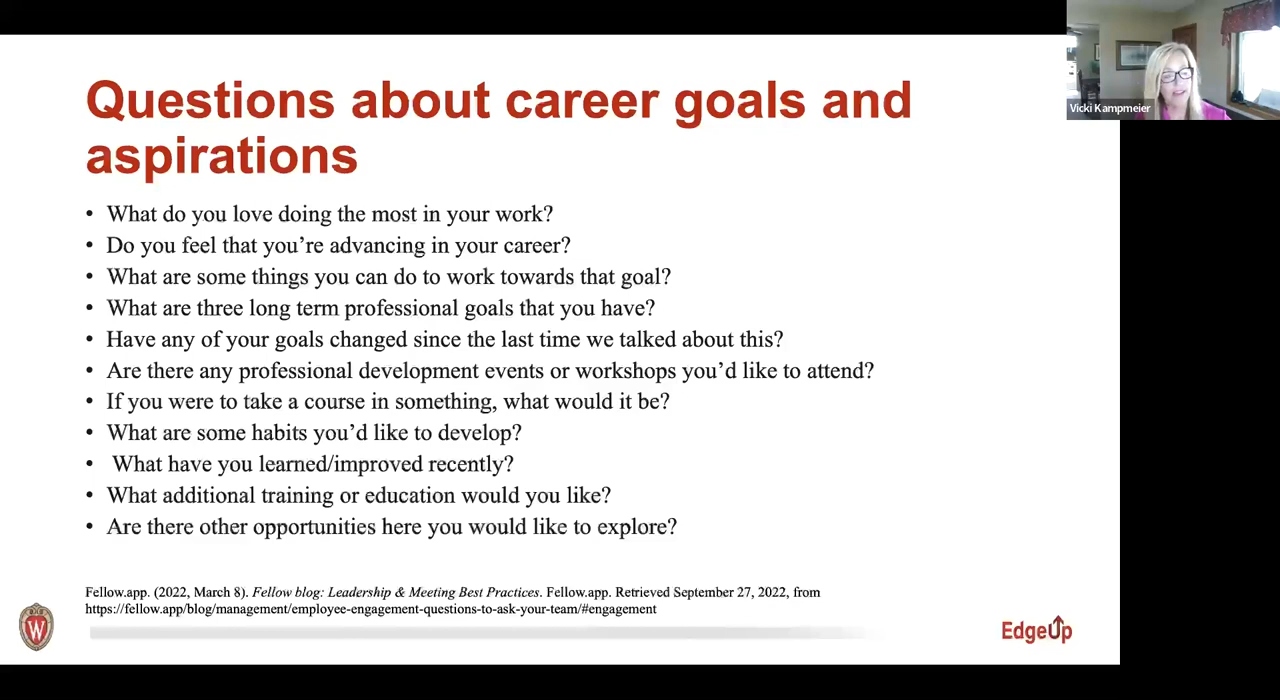 Questions about career goals and
aspirations
• What do you love doing the most in your work?
• Do you feel that you’re advancing in your career?
• What are some things you can do to work towards that goal?
• What are three long term professional goals that you have?
• Have any of your goals changed since the last time we talked about this?
• Are there any professional development events or workshops you’d like to attend?
• If you were to take a course in something, what would it be?
• What are some habits you’d like to develop?
• What have you learned/improved recently?
• What additional training or education would you like?
• Are there other opportunities here you would like to explore?
Fellow.app. (2022, March 8). Fellow blog: Leadership & Meeting Best Practices. Fellow.app. Retrieved September 27, 2022, from
https://fellow.app/blog/management/employee-engagement-questions-to-ask-your-team/#engagement
W
EdgeUp
Vicki Kampmeier